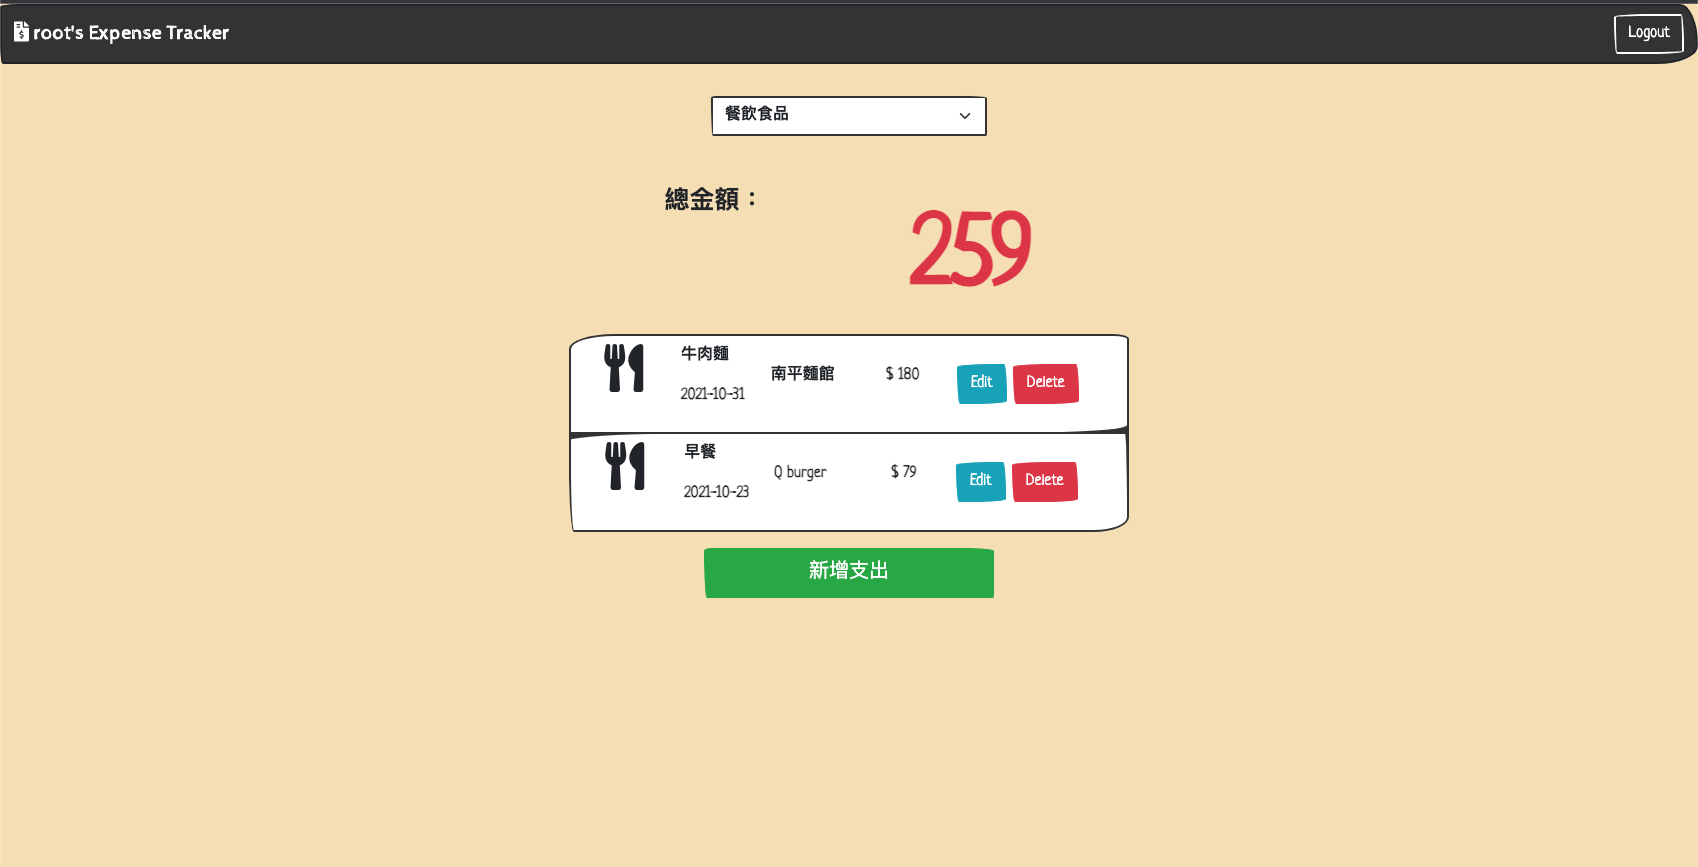 root's Expense Tracker
Logout
餐飲食品
總金額：
259
牛肉麵
2021-10-31
南平麵館
$ 180
Edit
Delete
早餐
2021-10-23
Q burger
$ 79
Edit
Delete
新增支出